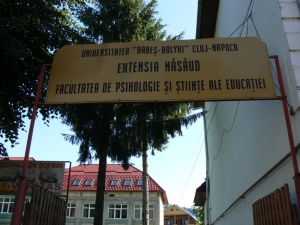 UNIVERSITATEA "BABEŞ-BOLYAI" CLUJ-NAPOCA
EXTENSIA NĂSĂUD
FACULTATEA DE PSIHOLOGIE ŞI ŞTIINŢE ALE EDUCAŢIEI